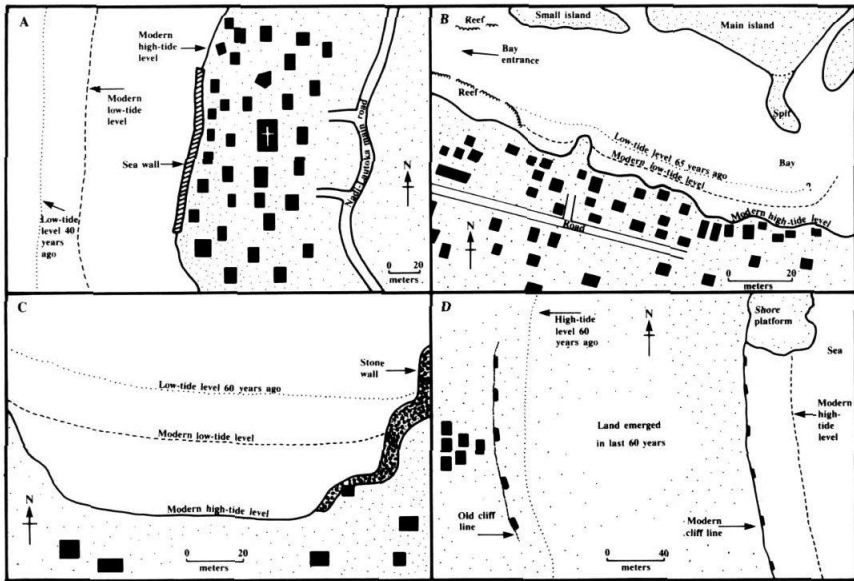 A
Modern
high-tide
level
Modern
low-tide
level
Sea wall
Low-tide
level 40
years
ago
Nadi-Lautoka main road
N
0 20
meters
B
Reef
Small island
Main island
Bay
entrance
Reef
Spit
Low-tide level 65 years ago
Modern low-tide level
Bay
Modern high-tide level
Road
N
0 20
meters
C
Stone
wall
Low-tide level 60 years ago
Modern low-tide level
Modern high-tide level
N
0 20
meters
D
High-tide
level 60
years ago
N
Shore
platform
Sea
Modern
high-
tide
level
Land emerged
in last 60 years
Old cliff
line
Modern
cliff line
0 40
meters